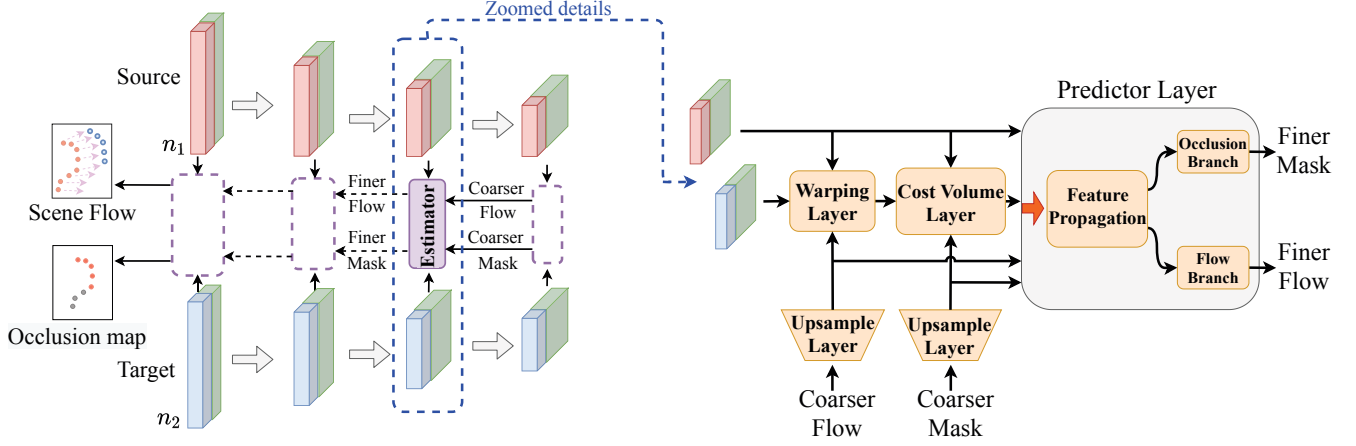 Zoomed details
Source
n1
Scene Flow
Occlusion map
Target
n2
Finer
Flow
Finer
Mask
Estimator
Coarser
Flow
Coarser
Mask
Predictor Layer
Warping
Layer
Cost Volume
Layer
Feature
Propagation
Occlusion
Branch
Flow
Branch
Finer
Mask
Finer
Flow
Upsample
Layer
Upsample
Layer
Coarser
Flow
Coarser
Mask